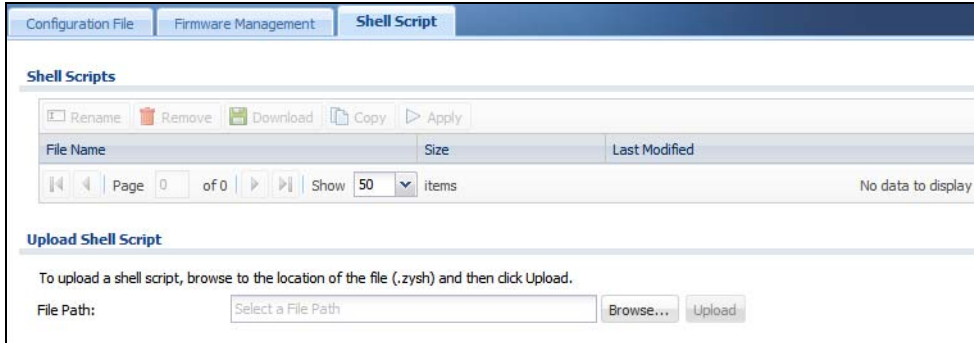 Configuration File Firmware Management Shell Script
Shell Scripts
Rename Remove Download Copy Apply
File Name Size Last Modified
Page 0 of 0 Show 50 items No data to display
Upload Shell Script
To upload a shell script, browse to the location of the file (.zysh) and then click Upload.
File Path: Select a File Path Browse... Upload